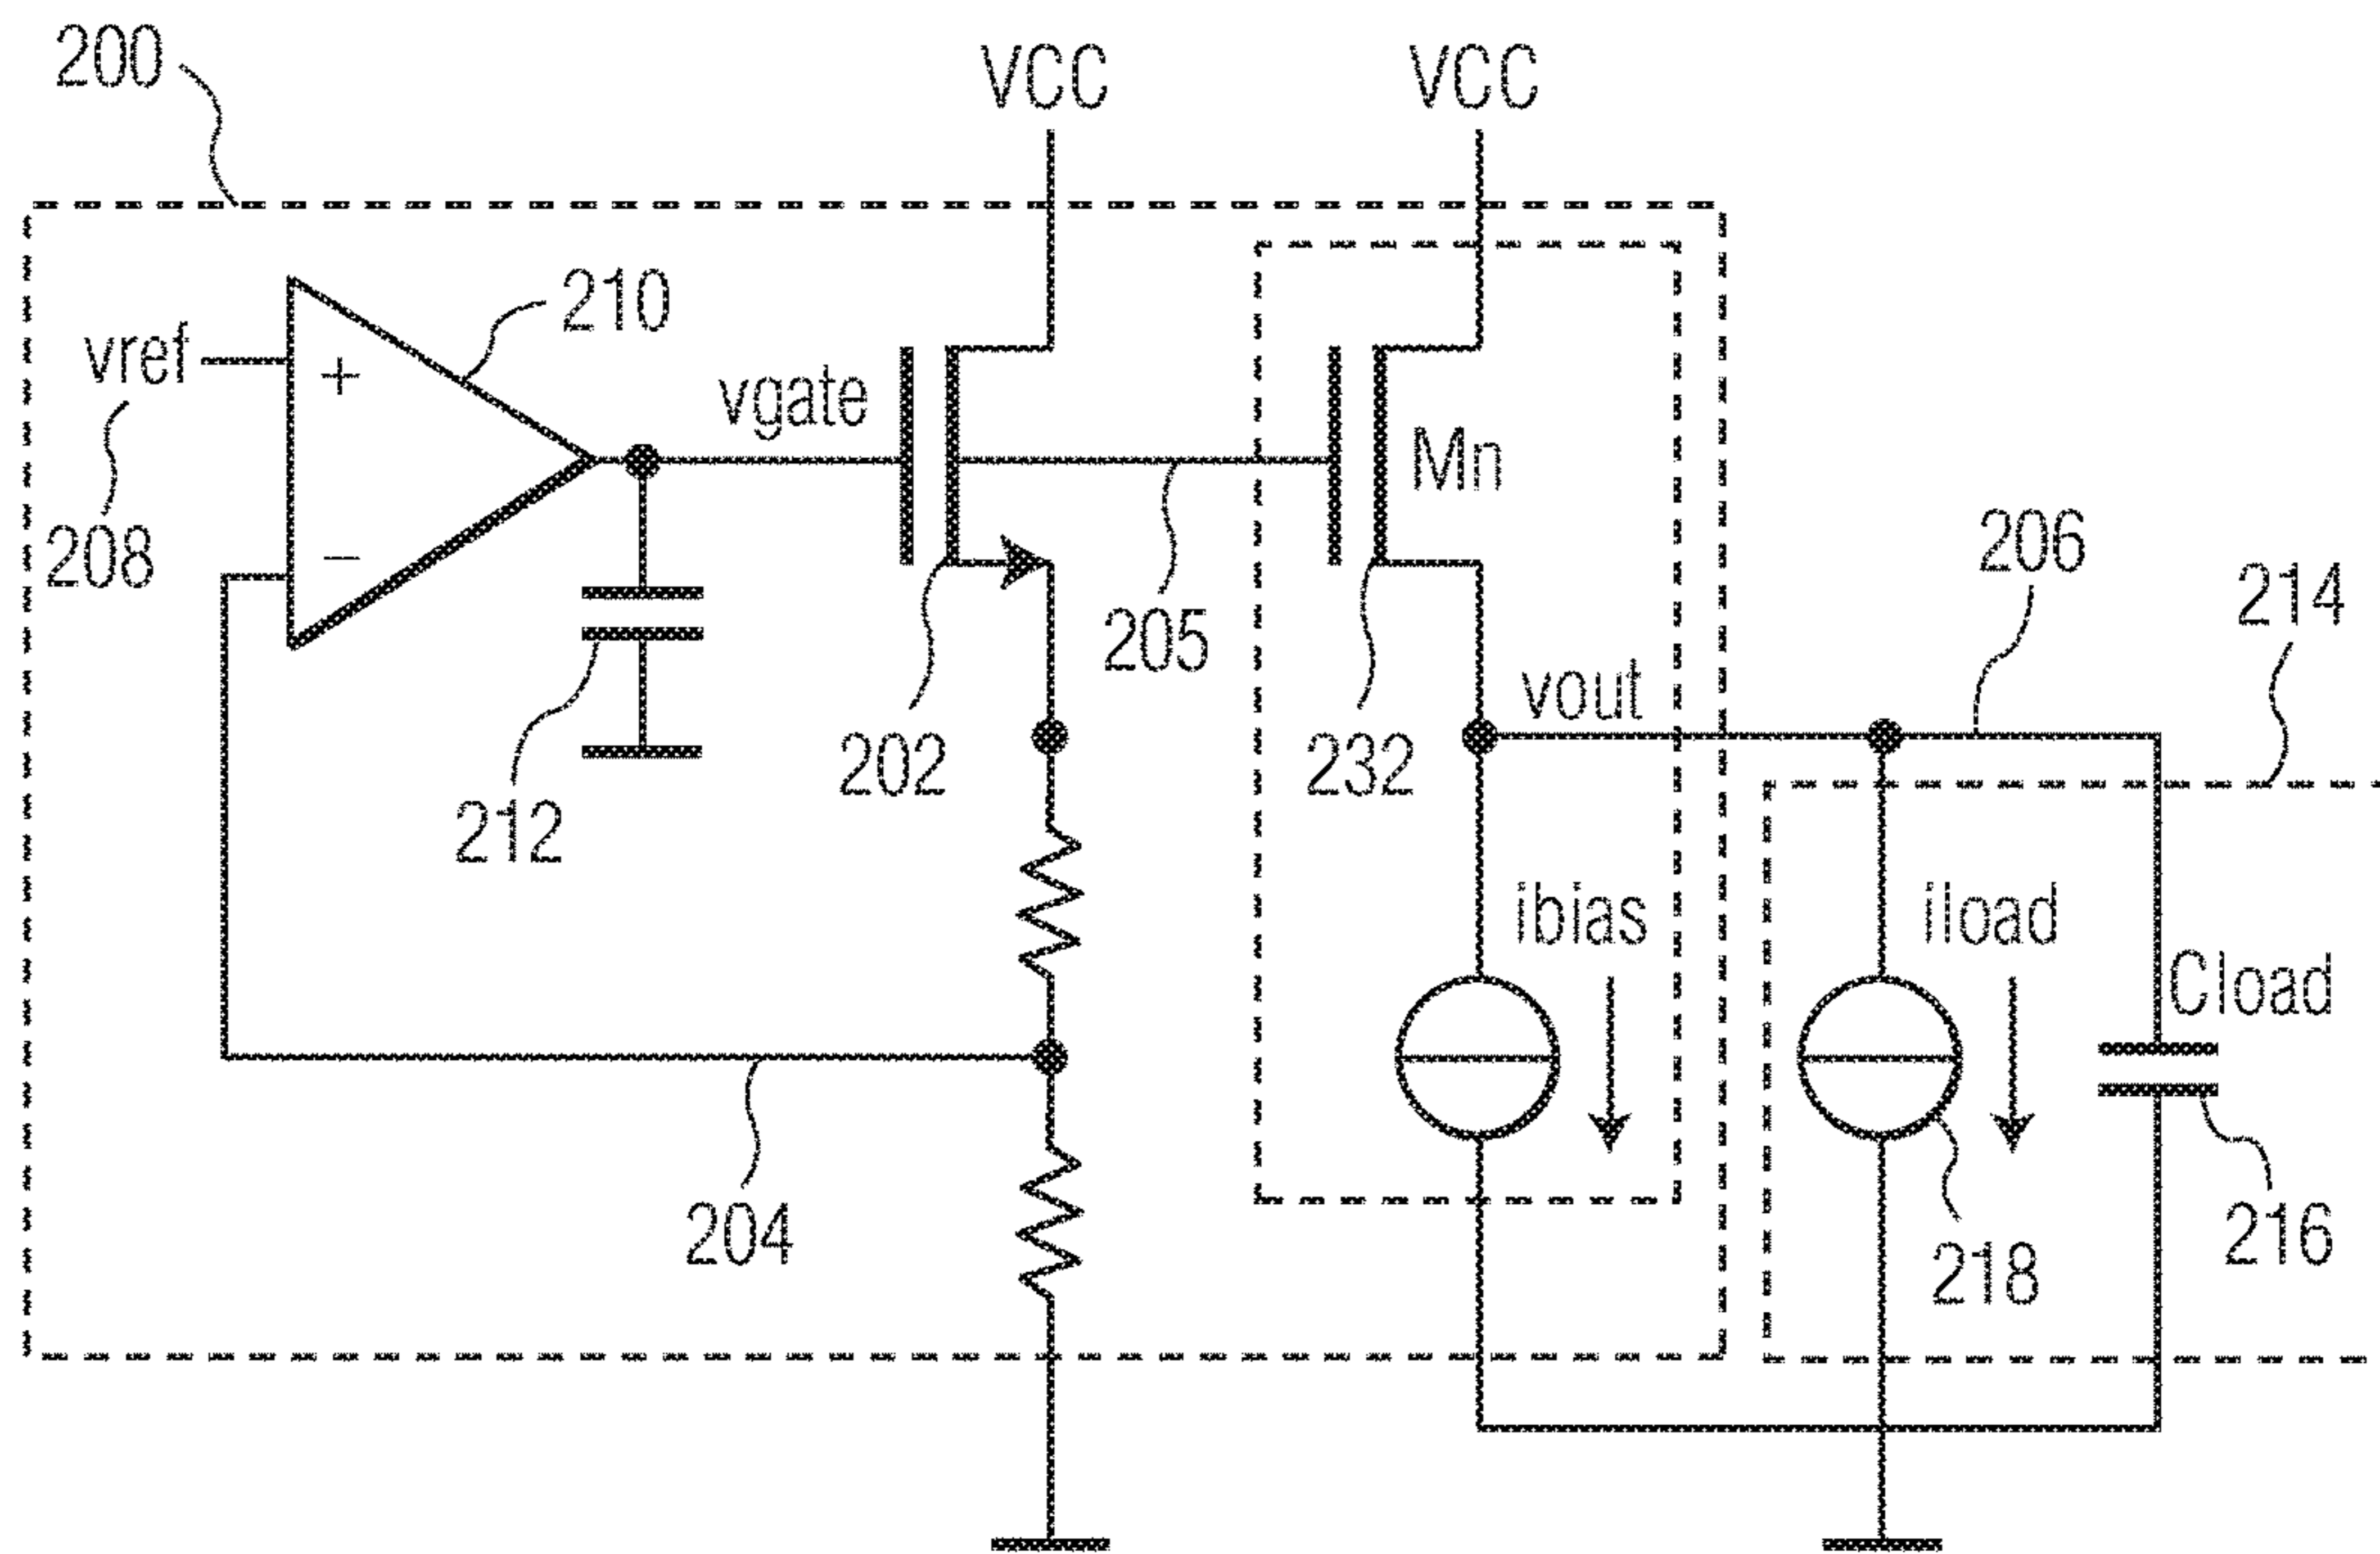 200
VCC
VCC
210
vref
+
vgate
Mn
208
−
206
214
205
vout
202
232
212
ibias
iload
Cload
204
216
218